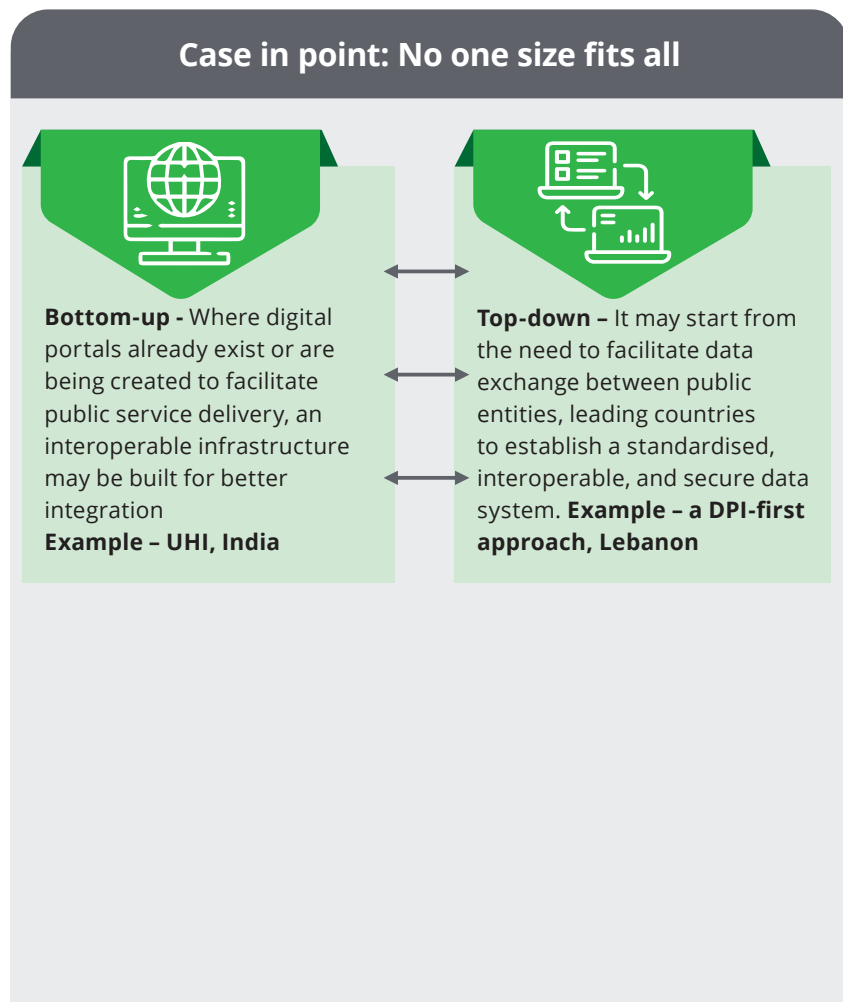 Case in point: No one size fits all
Bottom-up - Where digital
portals already exist or are
being created to facilitate
public service delivery, an
interoperable infrastructure
may be built for better
integration
Example – UHI, India
Top-down – It may start from
the need to facilitate data
exchange between public
entities, leading countries
to establish a standardised,
interoperable, and secure data
system. Example – a DPI-first
approach, Lebanon